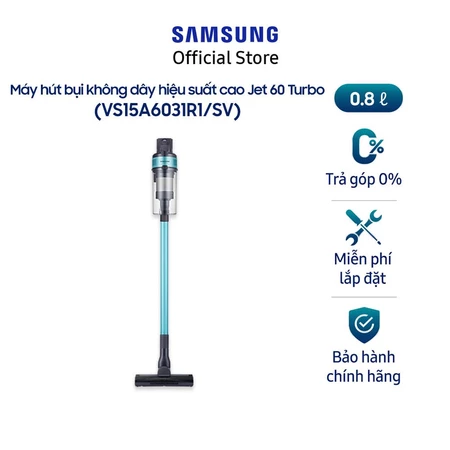 SAMSUNG
Official Store
Máy hút bụi không dây hiệu suất cao Jet 60 Turbo
(VS15A6031R1/SV)
0.8 ℓ
0%
Trả góp 0%
Miễn phí
lắp đặt
Bảo hành
chính hãng